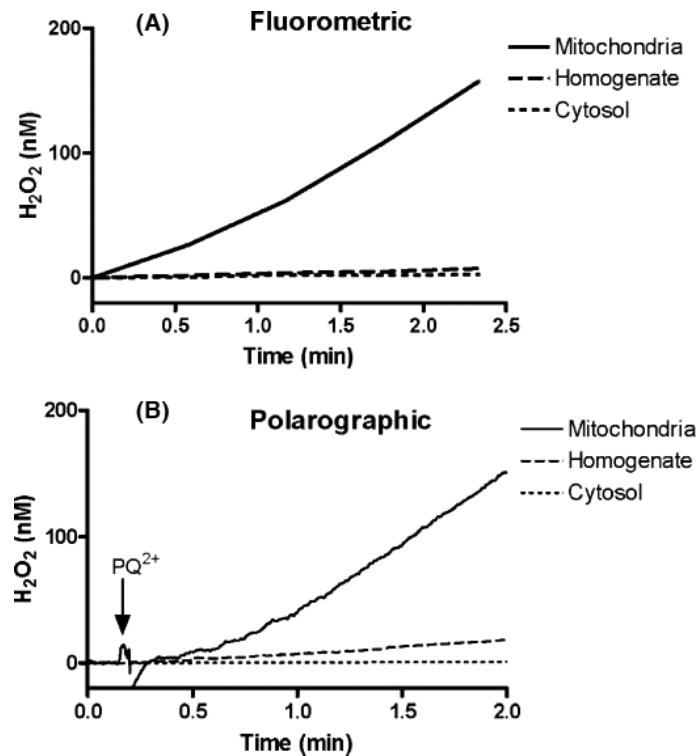 (A) Fluorometric
200
100
0
H₂O₂ (nM)
0.0 0.5 1.0 1.5 2.0 2.5
Time (min)
Mitochondria
Homogenate
Cytosol
(B) Polarographic
200
100
0
H₂O₂ (nM)
PQ²⁺
0.0 0.5 1.0 1.5 2.0
Time (min)
Mitochondria
Homogenate
Cytosol